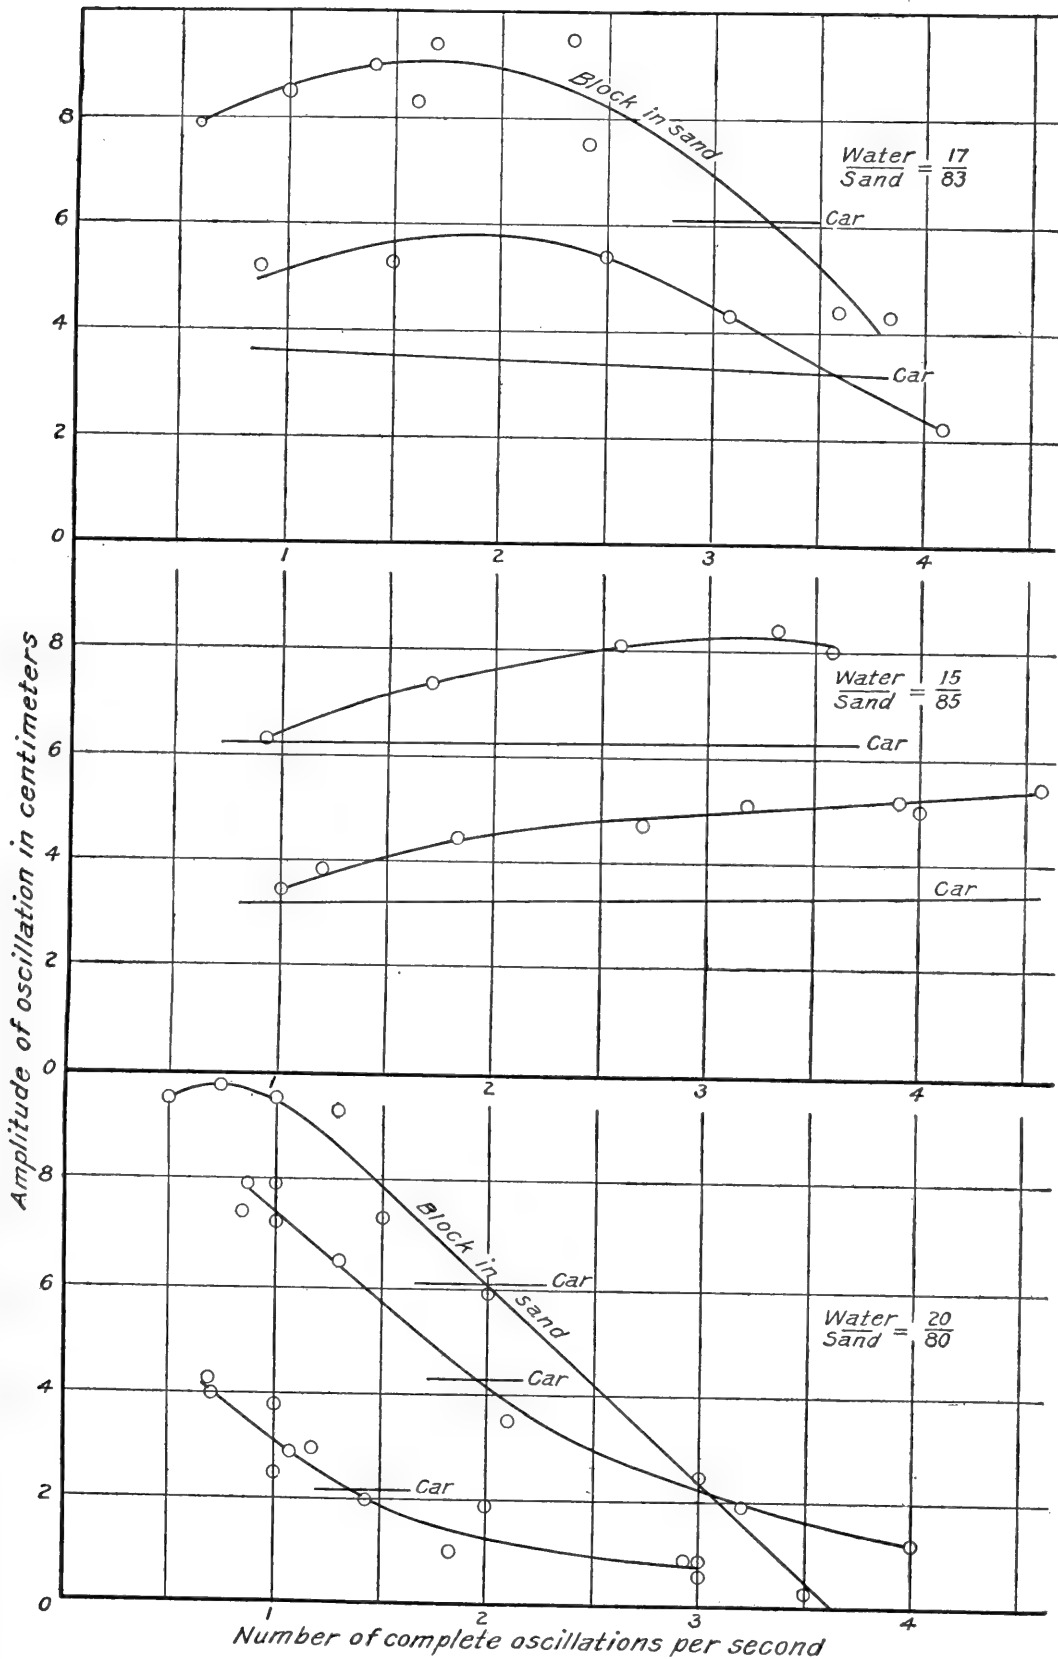 8
6
4
2
0
Block in sand
Water / Sand = 17 / 83
Car
Car
1 2 3 4
8
6
4
2
0
Water / Sand = 15 / 85
Car
Car
1 2 3 4
8
6
4
2
0
Block in sand
Car
Water / Sand = 20 / 80
Car
Car
1 2 3 4
Amplitude of oscillation in centimeters
Number of complete oscillations per second